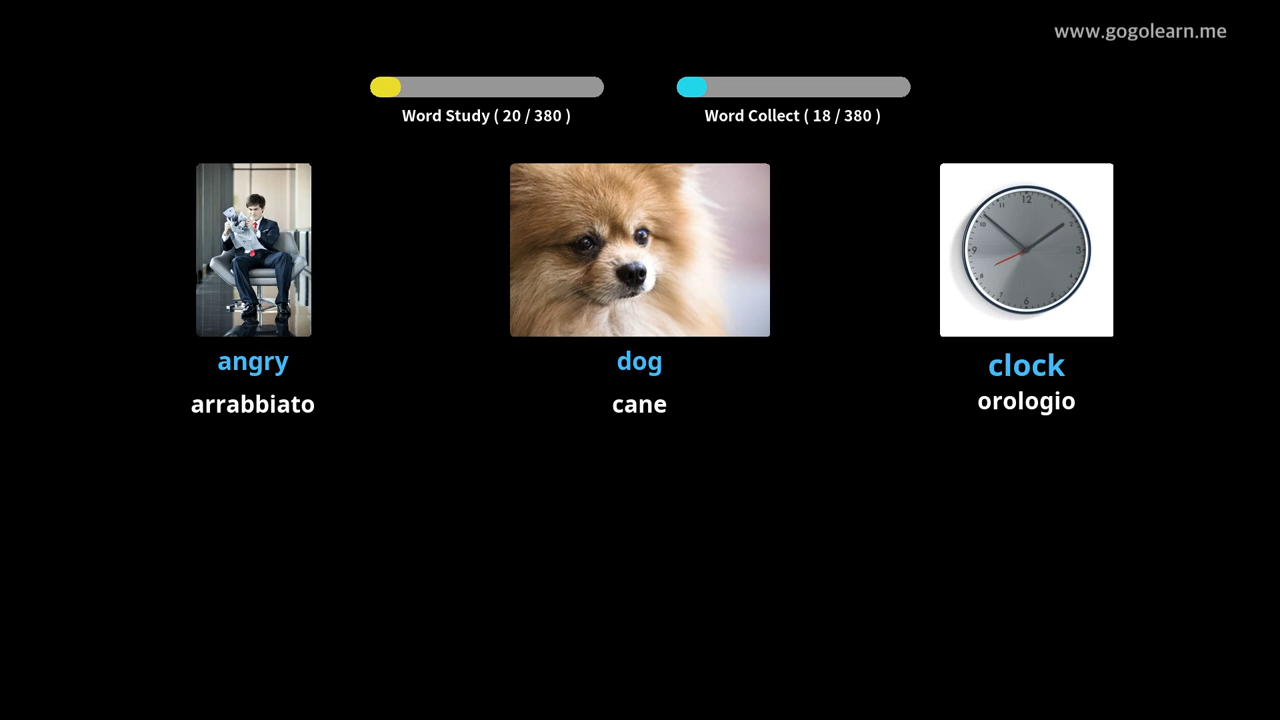 www.gogolearn.me
Word Study ( 20 / 380 )
Word Collect ( 18 / 380 )
angry
dog
clock
arrabbiato
cane
orologio